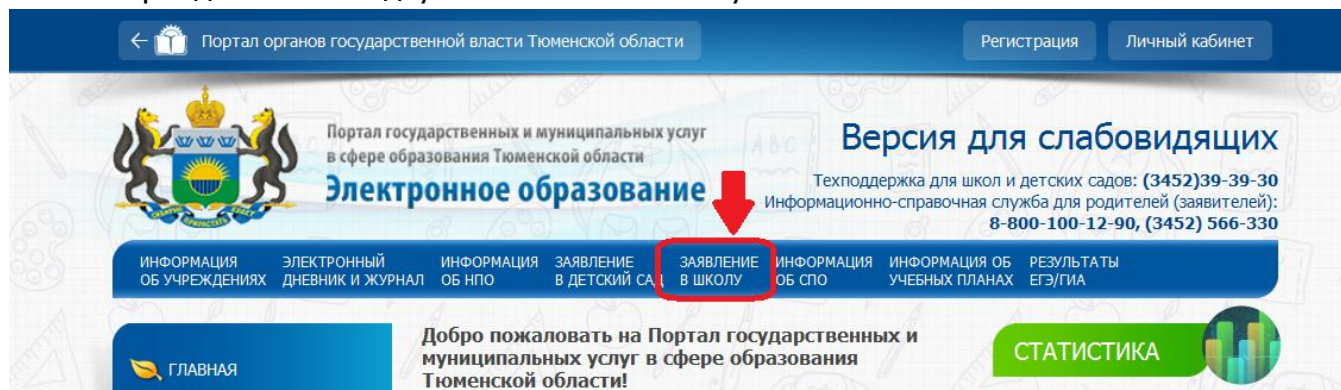 Портал органов государственной власти Тюменской области
Регистрация
Личный кабинет
Портал государственных и муниципальных услуг
в сфере образования Тюменской области
Электронное образование
Версия для слабовидящих
Техподдержка для школ и детских садов: (3452)39-39-30
Информационно-справочная служба для родителей (заявителей):
8-800-100-12-90, (3452) 566-330
ИНФОРМАЦИЯ
ОБ УЧРЕЖДЕНИЯХ
ЭЛЕКТРОННЫЙ
ДНЕВНИК И ЖУРНАЛ
ИНФОРМАЦИЯ
ОБ НПО
ЗАЯВЛЕНИЕ
В ДЕТСКИЙ САД
ЗАЯВЛЕНИЕ
В ШКОЛУ
ИНФОРМАЦИЯ
ОБ СПО
ИНФОРМАЦИЯ ОБ
УЧЕБНЫХ ПЛАНАХ
РЕЗУЛЬТАТЫ
ЕГЭ/ГИА
ГЛАВНАЯ
Добро пожаловать на Портал государственных и
муниципальных услуг в сфере образования
Тюменской области!
СТАТИСТИКА